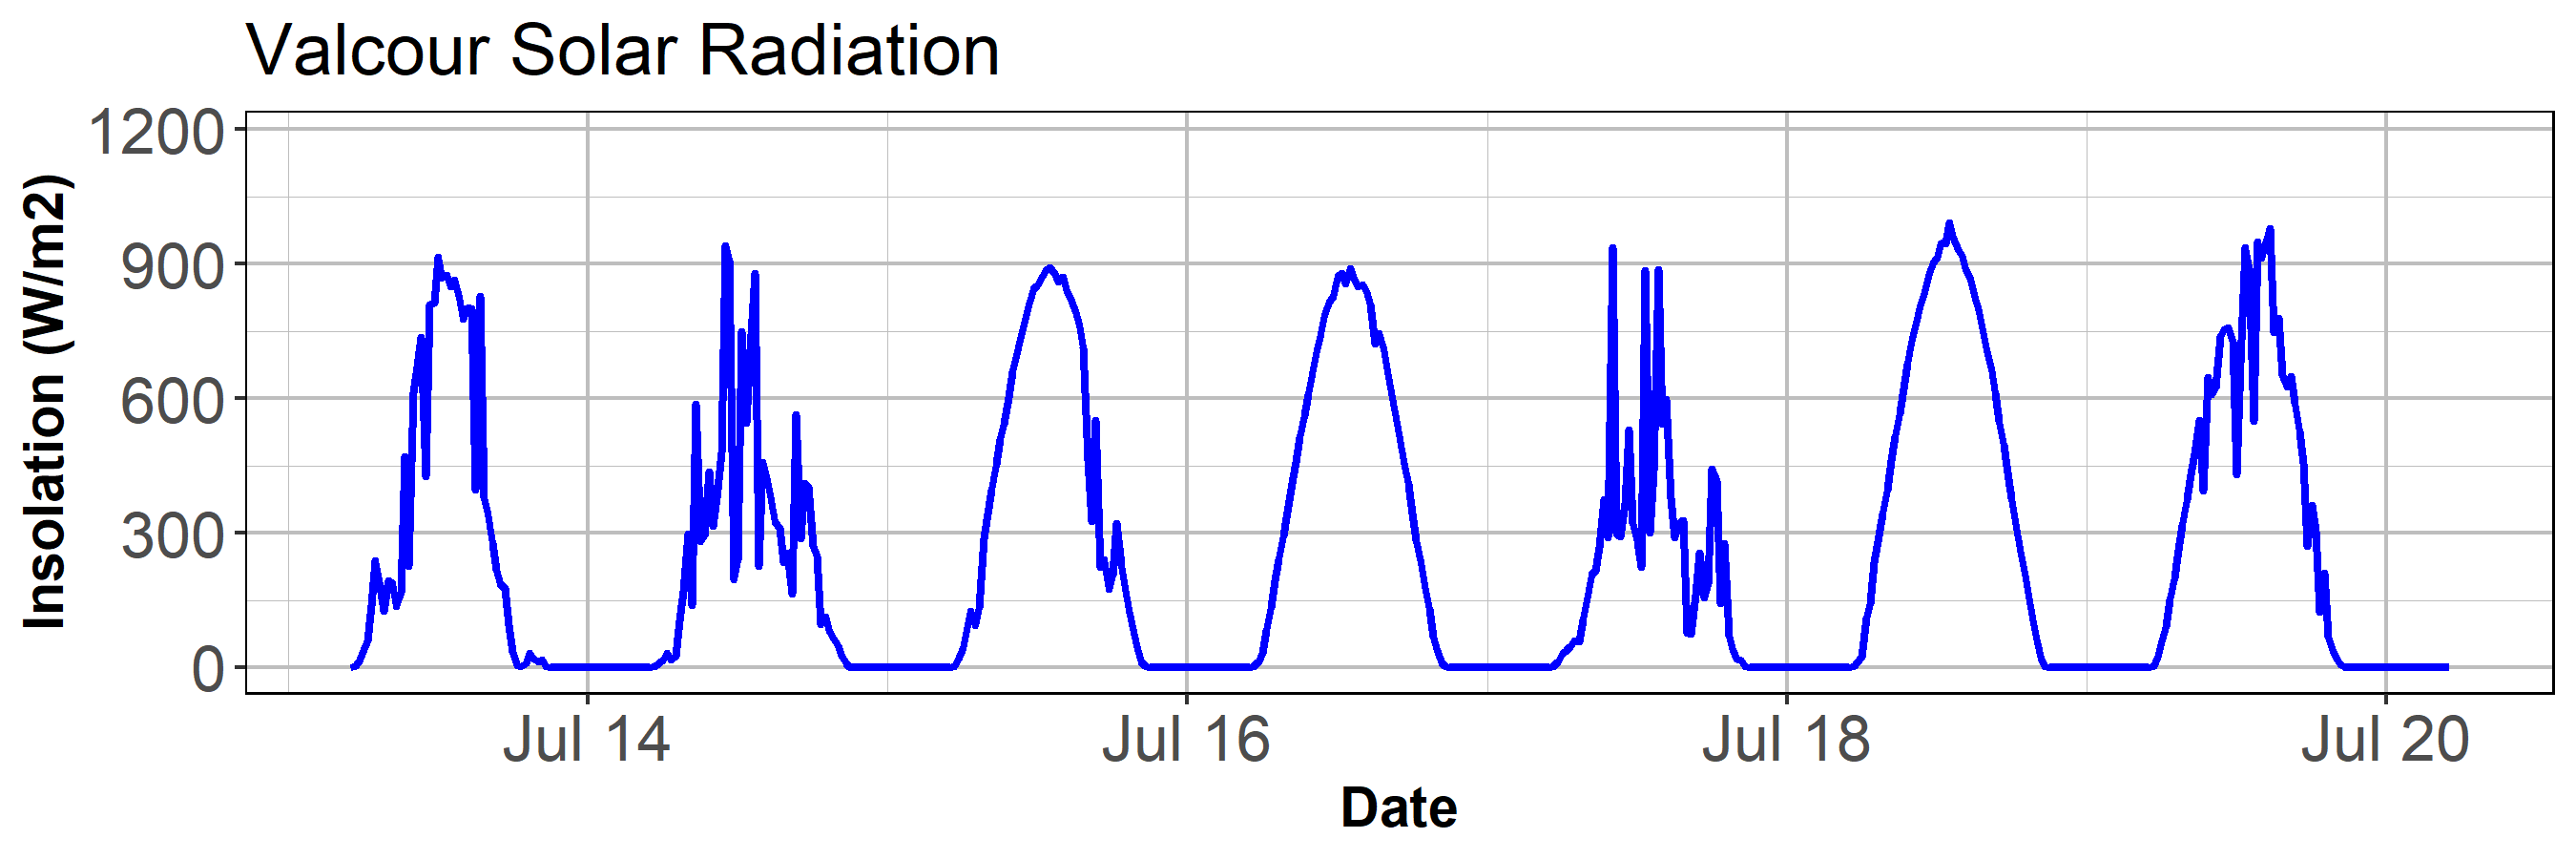 Valcour Solar Radiation
Insolation (W/m2)
1200
900
600
300
0
Jul 14
Jul 16
Jul 18
Jul 20
Date